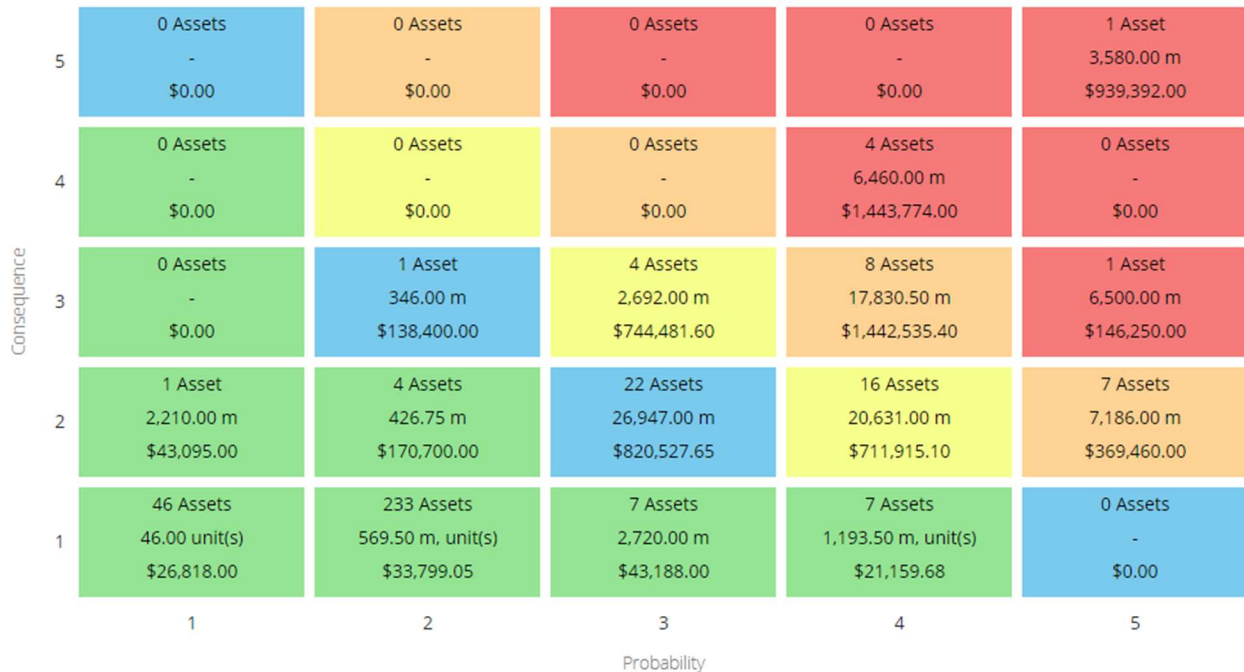 0 Assets
-
$0.00
0 Assets
-
$0.00
0 Assets
-
$0.00
0 Assets
-
$0.00
1 Asset
3,580.00 m
$939,392.00
5
0 Assets
-
$0.00
0 Assets
-
$0.00
0 Assets
-
$0.00
4 Assets
6,460.00 m
$1,443,774.00
0 Assets
-
$0.00
4
0 Assets
-
$0.00
1 Asset
346.00 m
$138,400.00
4 Assets
2,692.00 m
$744,481.60
8 Assets
17,830.50 m
$1,442,535.40
1 Asset
6,500.00 m
$146,250.00
3
Consequence
1 Asset
2,210.00 m
$43,095.00
4 Assets
426.75 m
$170,700.00
22 Assets
26,947.00 m
$820,527.65
16 Assets
20,631.00 m
$711,915.10
7 Assets
7,186.00 m
$369,460.00
2
46 Assets
46.00 unit(s)
$26,818.00
233 Assets
569.50 m, unit(s)
$33,799.05
7 Assets
2,720.00 m
$43,188.00
7 Assets
1,193.50 m, unit(s)
$21,159.68
0 Assets
-
$0.00
1
1
2
3
4
5
Probability